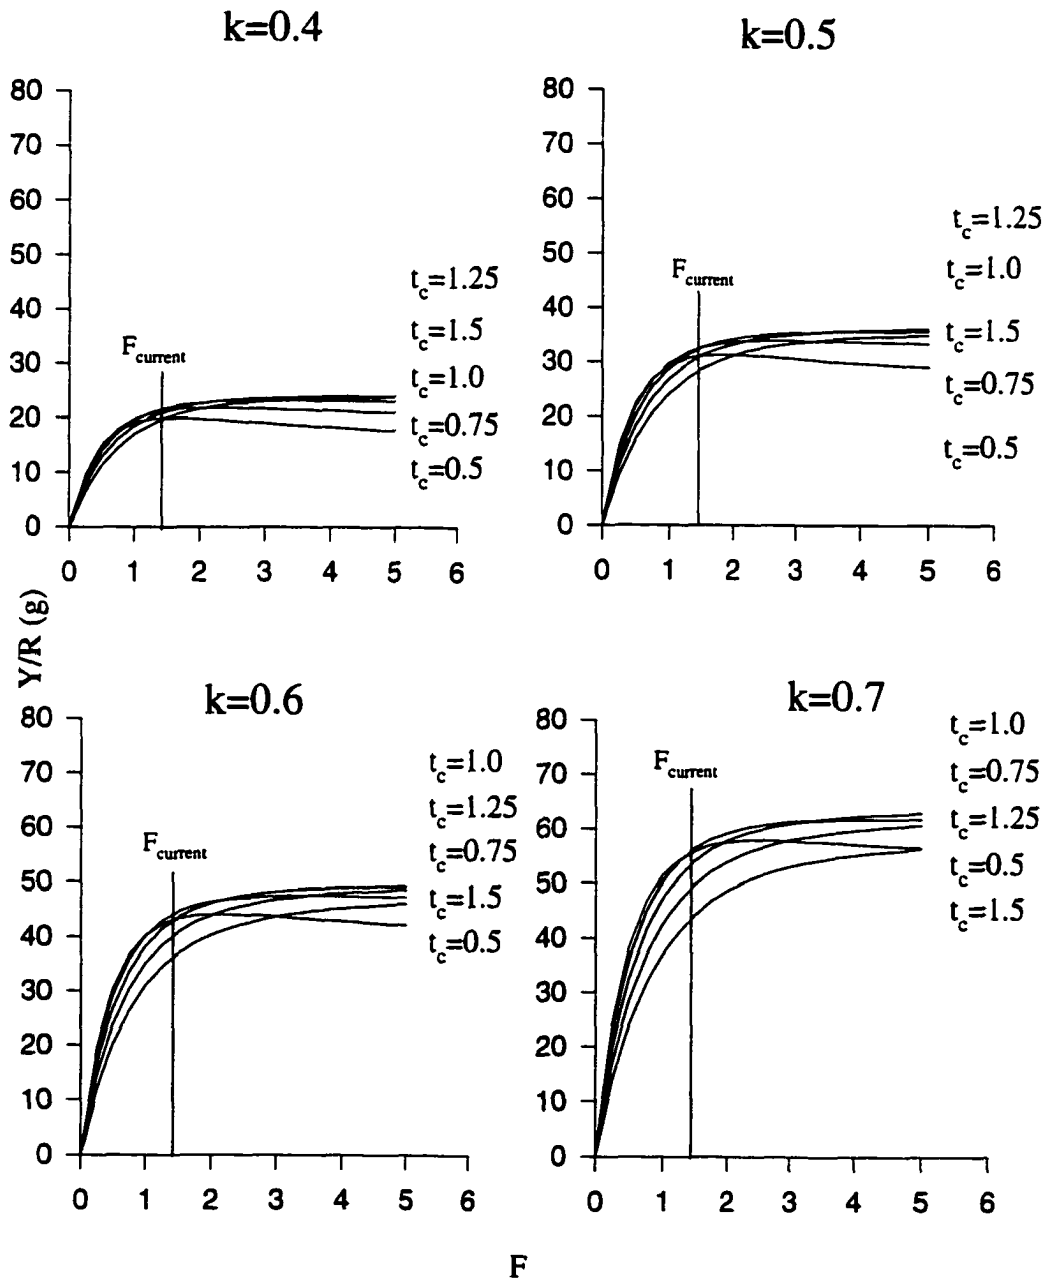 k=0.4
80
70
60
50
40
30
20
10
0
F_current
t_c=1.25
t_c=1.5
t_c=1.0
t_c=0.75
t_c=0.5
0 1 2 3 4 5 6
k=0.5
80
70
60
50
40
30
20
10
0
F_current
t_c=1.25
t_c=1.0
t_c=1.5
t_c=0.75
t_c=0.5
0 1 2 3 4 5 6
Y/R (g)
k=0.6
80
70
60
50
40
30
20
10
0
F_current
t_c=1.0
t_c=1.25
t_c=0.75
t_c=1.5
t_c=0.5
0 1 2 3 4 5 6
k=0.7
80
70
60
50
40
30
20
10
0
F_current
t_c=1.0
t_c=0.75
t_c=1.25
t_c=0.5
t_c=1.5
0 1 2 3 4 5 6
F